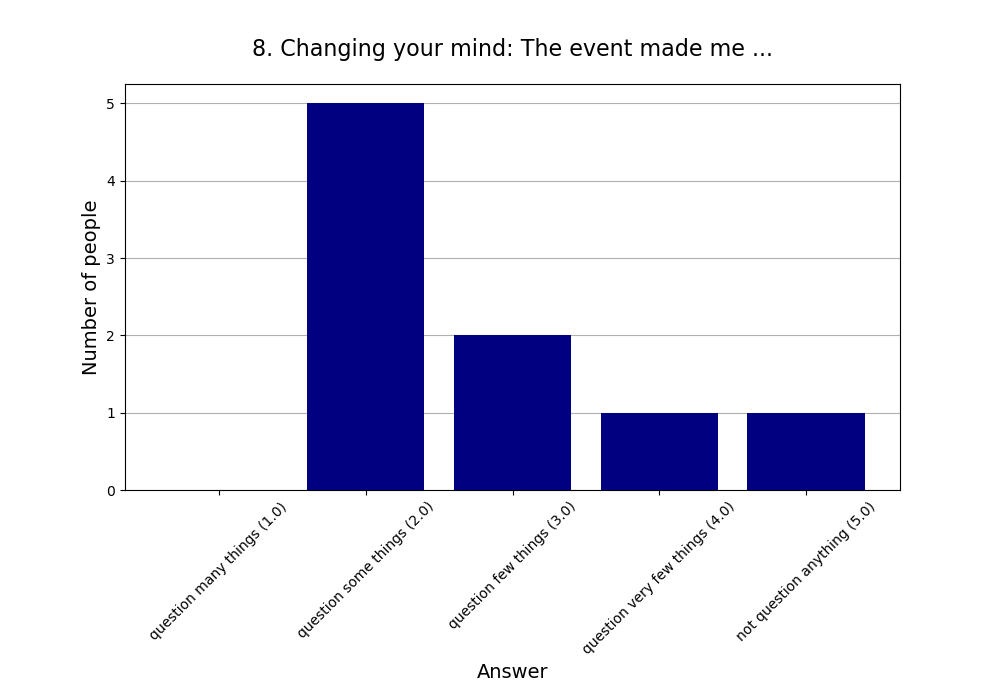 8. Changing your mind: The event made me ...
Number of people
5
4
3
2
1
0
question many things (1.0)
question some things (2.0)
question few things (3.0)
question very few things (4.0)
not question anything (5.0)
Answer